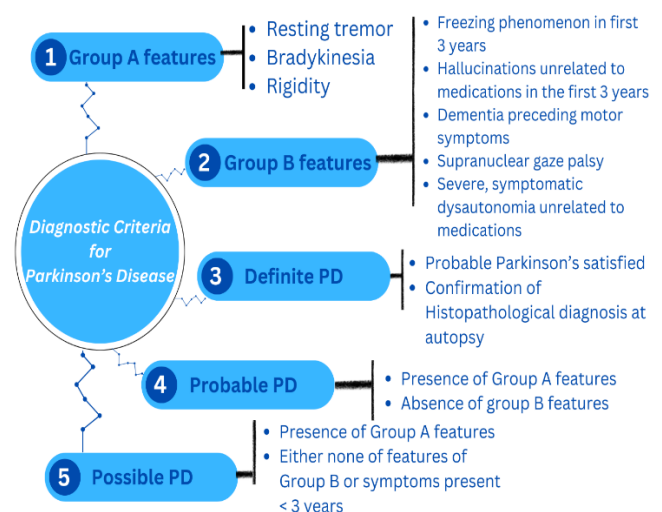 Diagnostic Criteria
for
Parkinson's Disease
1 Group A features
• Resting tremor
• Bradykinesia
• Rigidity
2 Group B features
• Freezing phenomenon in first
3 years
• Hallucinations unrelated to
medications in the first 3 years
• Dementia preceding motor
symptoms
• Supranuclear gaze palsy
• Severe, symptomatic
dysautonomia unrelated to
medications
3 Definite PD
• Probable Parkinson's satisfied
• Confirmation of
Histopathological diagnosis at
autopsy
4 Probable PD
• Presence of Group A features
• Absence of group B features
5 Possible PD
• Presence of Group A features
• Either none of features of
Group B or symptoms present
< 3 years